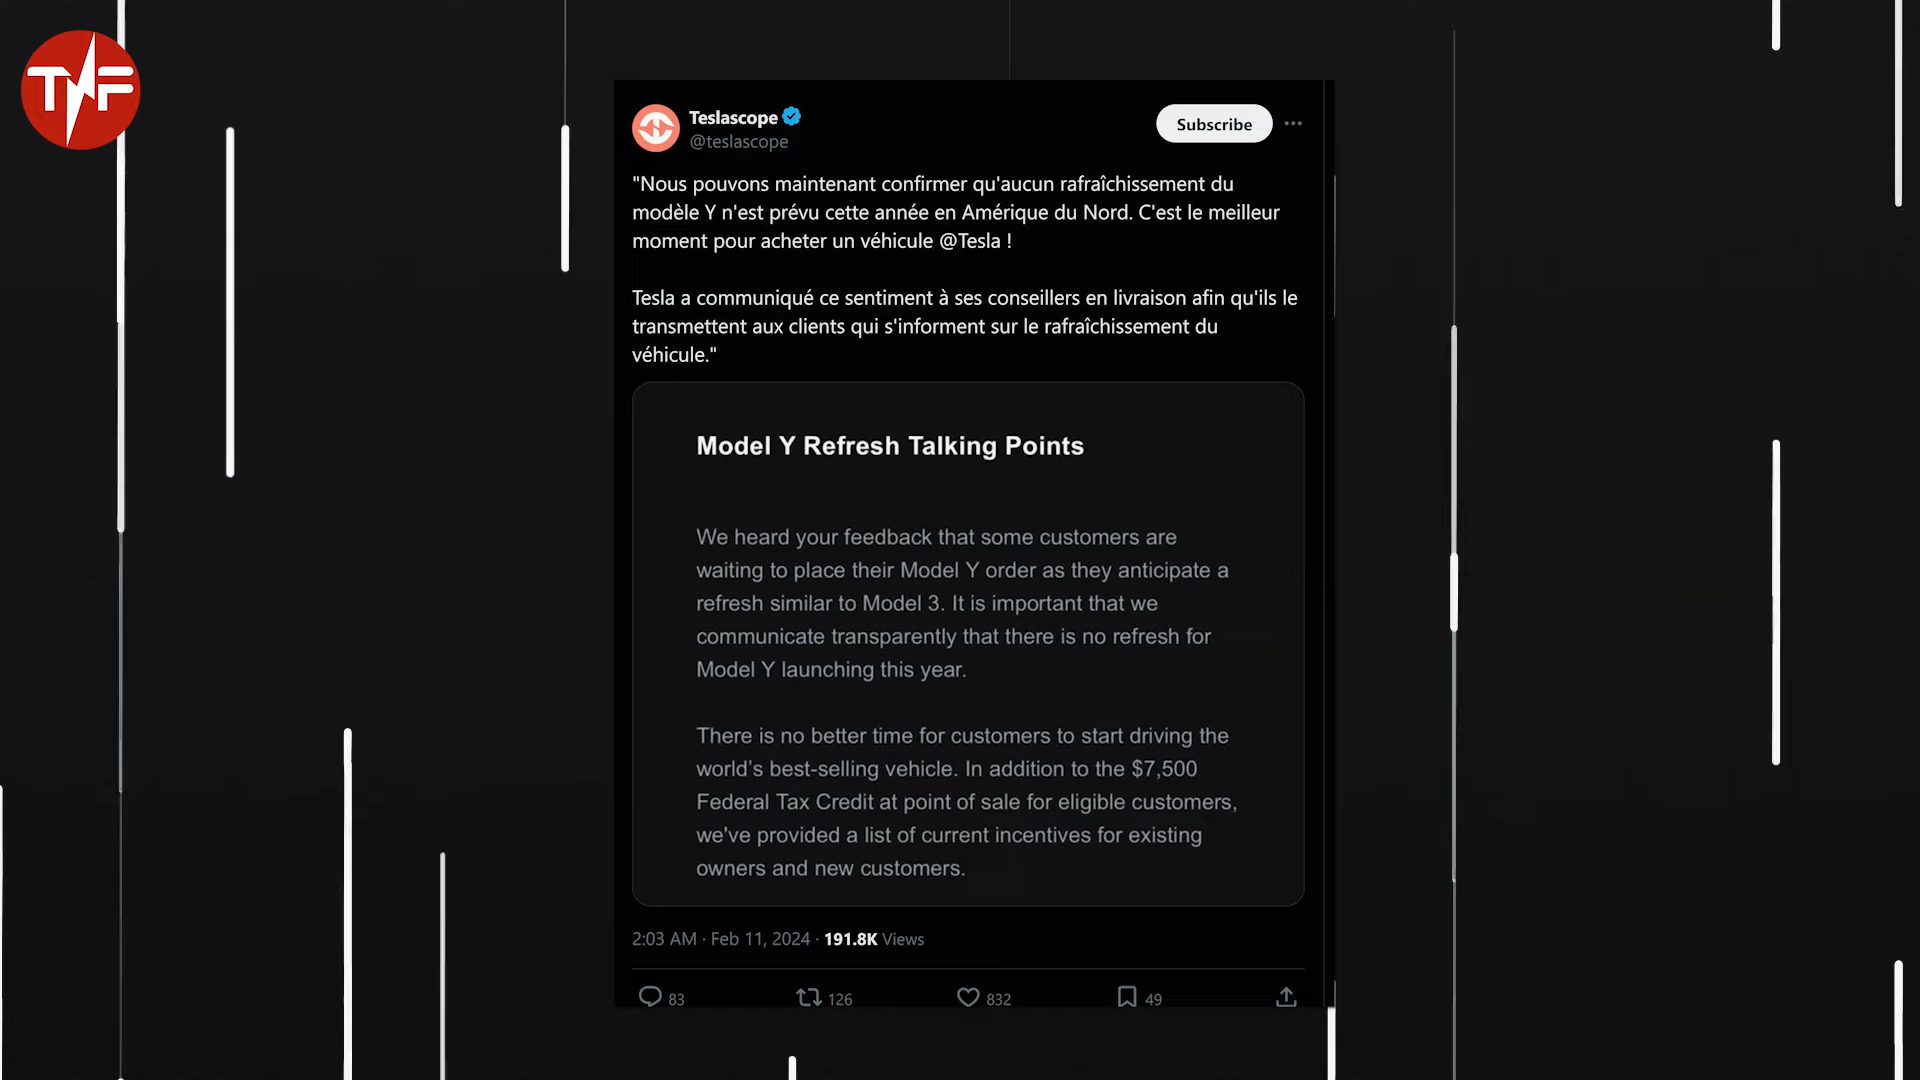 TNF
Teslascope
@teslascope
Subscribe
"Nous pouvons maintenant confirmer qu'aucun rafraîchissement du
modèle Y n'est prévu cette année en Amérique du Nord. C'est le meilleur
moment pour acheter un véhicule @Tesla !
Tesla a communiqué ce sentiment à ses conseillers en livraison afin qu'ils le
transmettent aux clients qui s'informent sur le rafraîchissement du
véhicule."
Model Y Refresh Talking Points
We heard your feedback that some customers are
waiting to place their Model Y order as they anticipate a
refresh similar to Model 3. It is important that we
communicate transparently that there is no refresh for
Model Y launching this year.
There is no better time for customers to start driving the
world's best-selling vehicle. In addition to the $7,500
Federal Tax Credit at point of sale for eligible customers,
we've provided a list of current incentives for existing
owners and new customers.
2:03 AM · Feb 11, 2024 · 191.8K Views
83 126 832 49